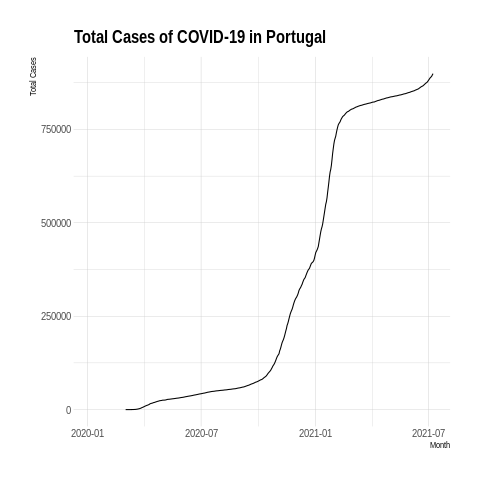 Total Cases of COVID-19 in Portugal
Total Cases
750000
500000
250000
0
2020-01 2020-07 2021-01 2021-07
Month